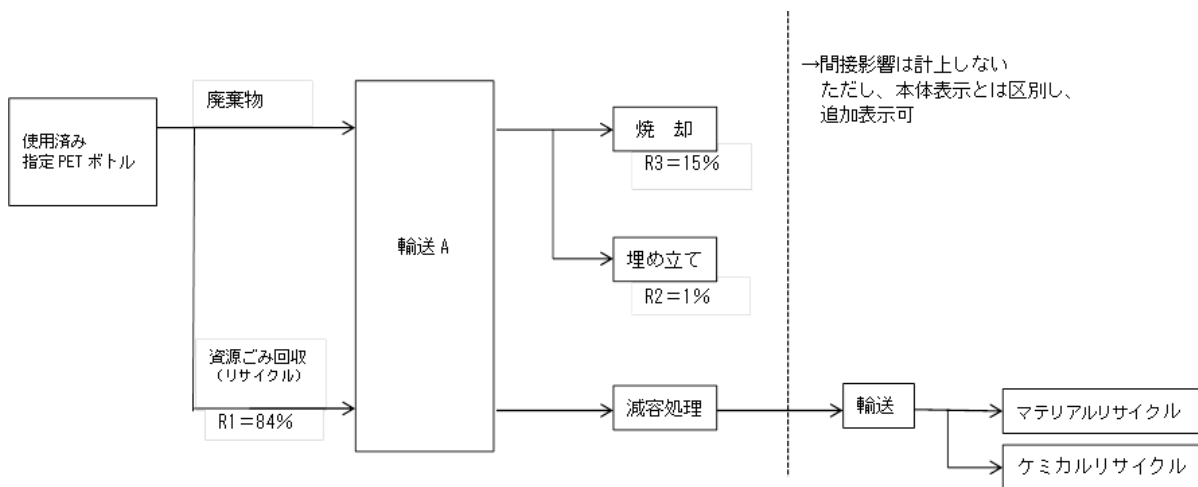 使用済み
指定PETボトル
廃棄物
資源ごみ回収
（リサイクル）
R1＝84％
輸送A
焼　却
R3＝15％
埋め立て
R2＝1％
減容処理
→間接影響は計上しない
ただし、本体表示とは区別し、
追加表示可
輸送
マテリアルリサイクル
ケミカルリサイクル